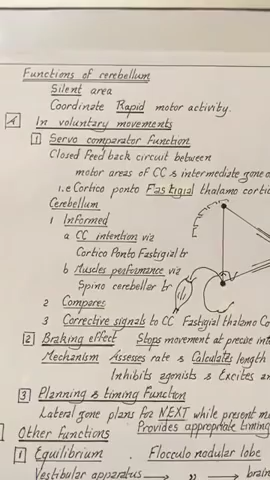 Functions of cerebellum
Silent area
Coordinate Rapid motor activity.
A In voluntary movements
1 Servo comparator Function
Closed Feed back circuit between
motor areas of CC & intermediate zone o
i.e Cortico ponto Fastigial thalamo cortic
Cerebellum
1 Informed
a CC intention via
Cortico Ponto Fastigial tr
b Muscles performance via
Spino cerebellar tr
2 Compares
3 Corrective signals to CC Fastigial Thalamo Co
2 Braking effect Stops movement at precise int
Mechanism Assesses rate & Calculates length
Inhibits agonists & Excites an
3 Planning & timing Function
Lateral zone plans for NEXT while present m
Provides appropriate timing
Other Functions
1 Equilibrium . Flocculo nodular lobe
Vestibular apparatus → " → brain